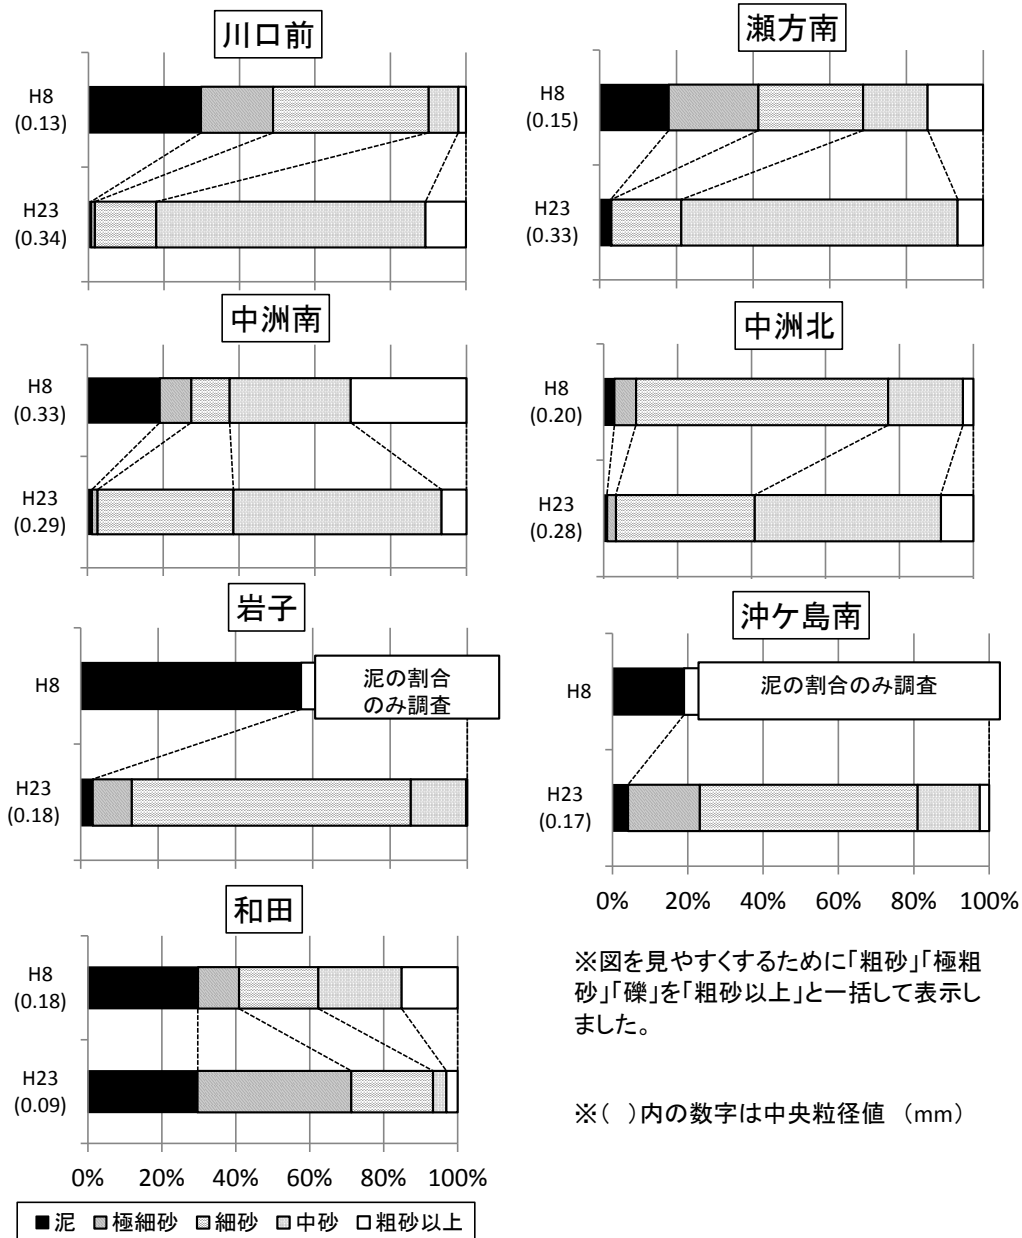 川口前
H8
(0.13)
H23
(0.34)
瀬方南
H8
(0.15)
H23
(0.33)
中洲南
H8
(0.33)
H23
(0.29)
中洲北
H8
(0.20)
H23
(0.28)
岩子
H8
泥の割合
のみ調査
H23
(0.18)
沖ケ島南
H8
泥の割合のみ調査
H23
(0.17)
0% 20% 40% 60% 80% 100%
和田
H8
(0.18)
H23
(0.09)
0% 20% 40% 60% 80% 100%
■泥 極細砂 細砂 中砂 粗砂以上
※図を見やすくするために「粗砂」「極粗
砂」「礫」を「粗砂以上」と一括して表示し
ました。
※( )内の数字は中央粒径値 (mm)